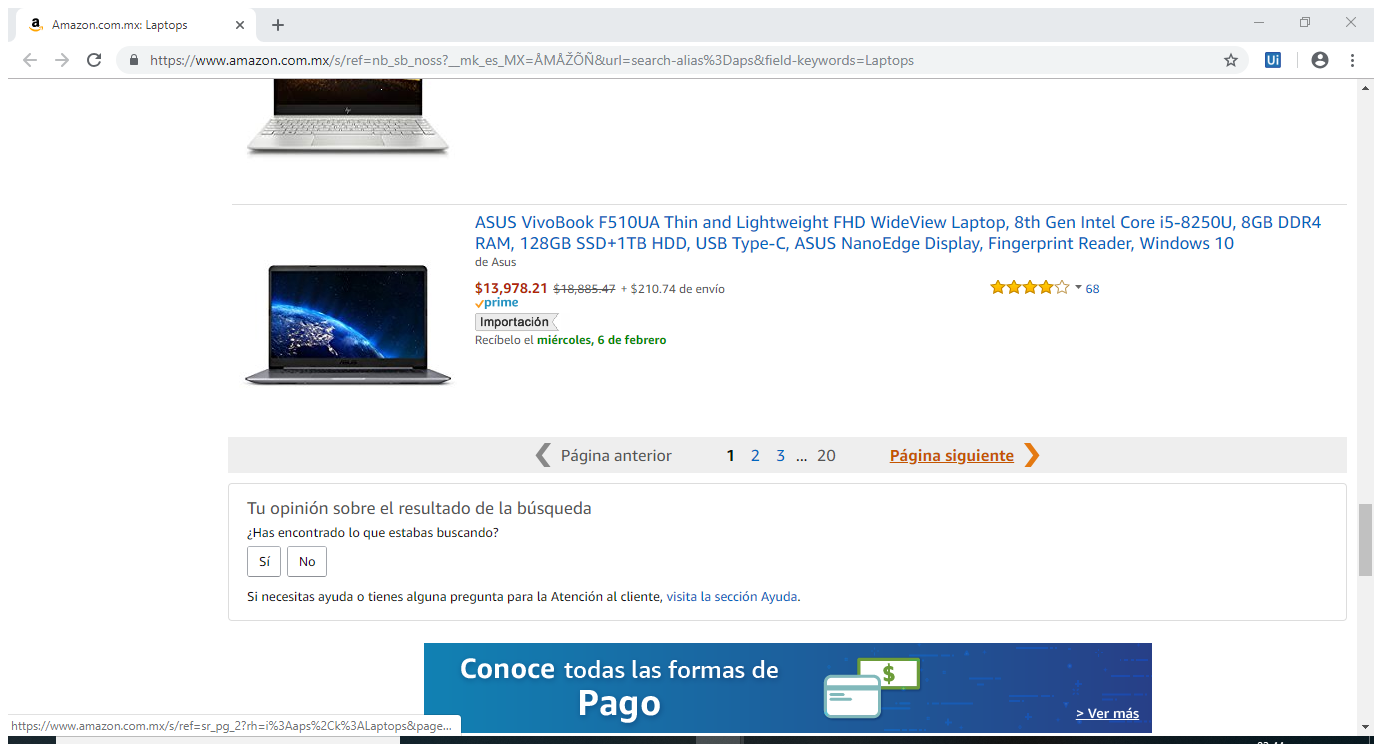 Amazon.com.mx: Laptops
https://www.amazon.com.mx/s/ref=nb_sb_noss?__mk_es_MX=ÅMÅŽÕÑ&url=search-alias%3Daps&field-keywords=Laptops
Ui
ASUS VivoBook F510UA Thin and Lightweight FHD WideView Laptop, 8th Gen Intel Core i5-8250U, 8GB DDR4
RAM, 128GB SSD+1TB HDD, USB Type-C, ASUS NanoEdge Display, Fingerprint Reader, Windows 10
de Asus
$13,978.21 $18,885.47 + $210.74 de envío 68
prime
Importación
Recíbelo el miércoles, 6 de febrero
Página anterior 1 2 3 ... 20 Página siguiente
Tu opinión sobre el resultado de la búsqueda
¿Has encontrado lo que estabas buscando?
Sí No
Si necesitas ayuda o tienes alguna pregunta para la Atención al cliente, visita la sección Ayuda.
Conoce todas las formas de
Pago
$
> Ver más
https://www.amazon.com.mx/s/ref=sr_pg_2?rh=i%3Aaps%2Ck%3ALaptops&page...